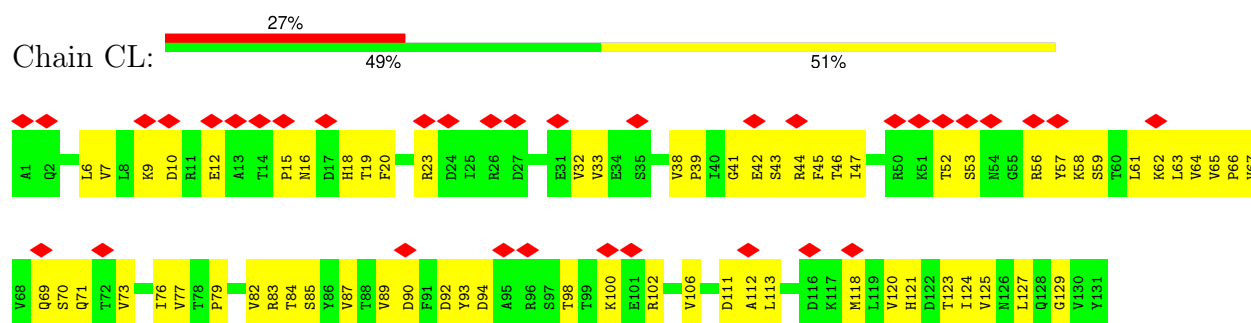 27%
Chain CL:
49% 51%
A1 Q2 L6 V7 L8 K9 D10 R11 E12 A13 T14 P15 N16 D17 H18 T19 F20 R23 D24 I25 R26 D27 E31 V32 V33 E34 S35 V38 P39 I40 G41 E42 S43 R44 F45 T46 I47 R50 K51 T52 S53 N54 G55 R56 Y57 K58 S59 T60 L61 K62 L63 V64 V65 P66
V68 Q69 S70 Q71 T72 V73 I76 V77 T78 P79 V82 R83 T84 S85 Y86 V87 T88 V89 D90 F91 D92 Y93 D94 A95 R96 S97 T98 T99 K100 E101 R102 V106 D111 A112 L113 D116 K117 M118 L119 V120 H121 D122 T123 I124 V125 N126 L127 Q128 G129 V130 Y131